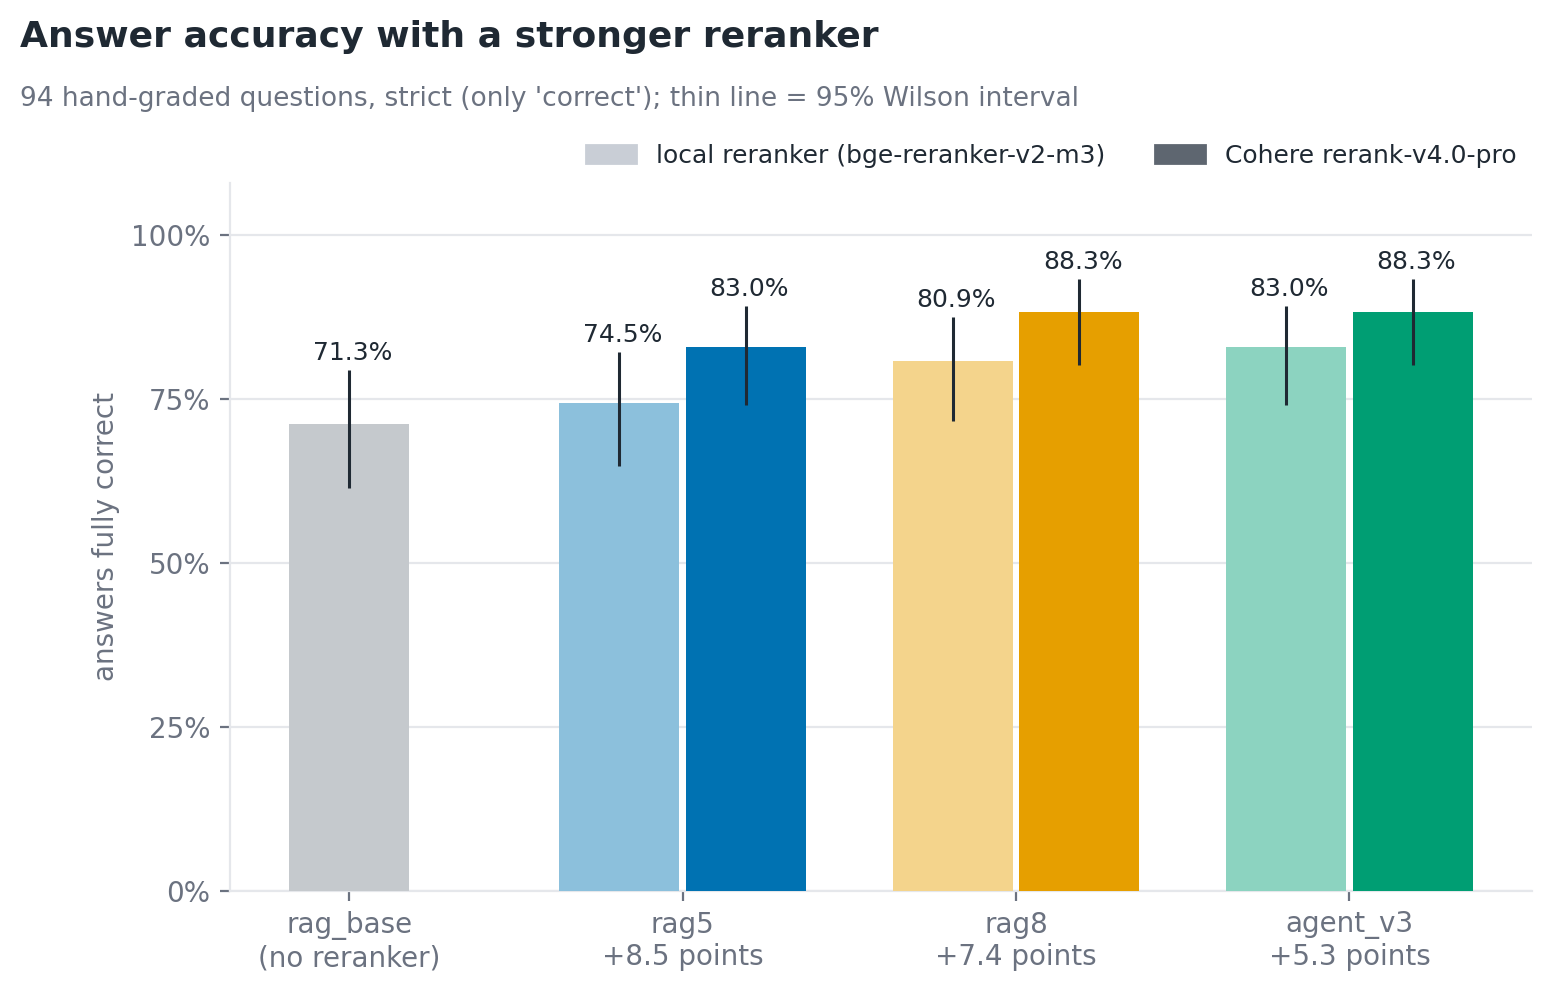 Answer accuracy with a stronger reranker
94 hand-graded questions, strict (only 'correct'); thin line = 95% Wilson interval
local reranker (bge-reranker-v2-m3) Cohere rerank-v4.0-pro
100%
75%
50%
25%
0%
answers fully correct
71.3%
74.5%
83.0%
80.9%
88.3%
83.0%
88.3%
rag_base
(no reranker)
rag5
+8.5 points
rag8
+7.4 points
agent_v3
+5.3 points